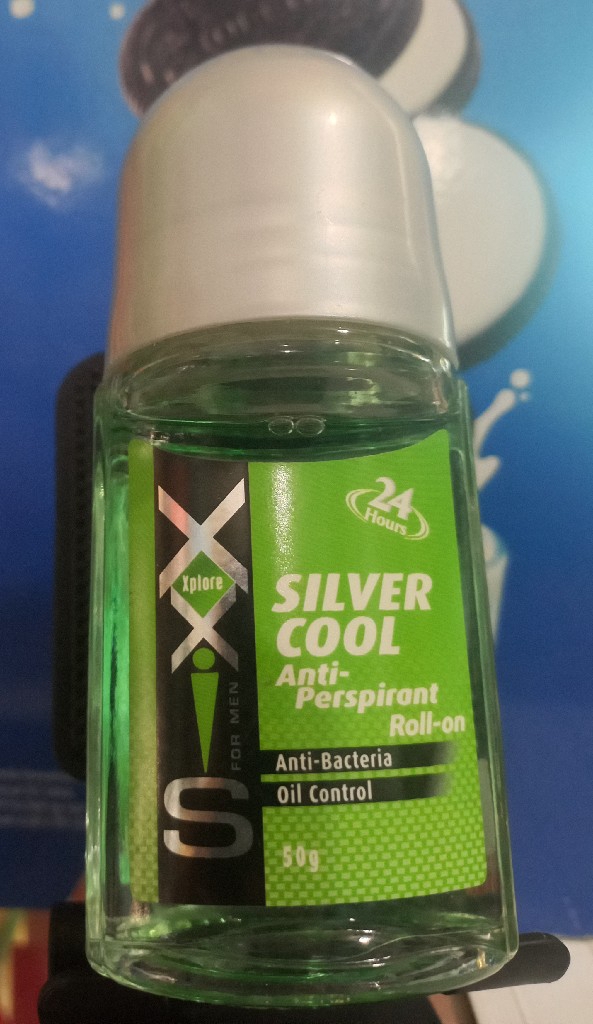 24
Hours
XXiS
Xplore
FOR MEN
SILVER
COOL
Anti-
Perspirant
Roll-on
Anti-Bacteria
Oil Control
50g